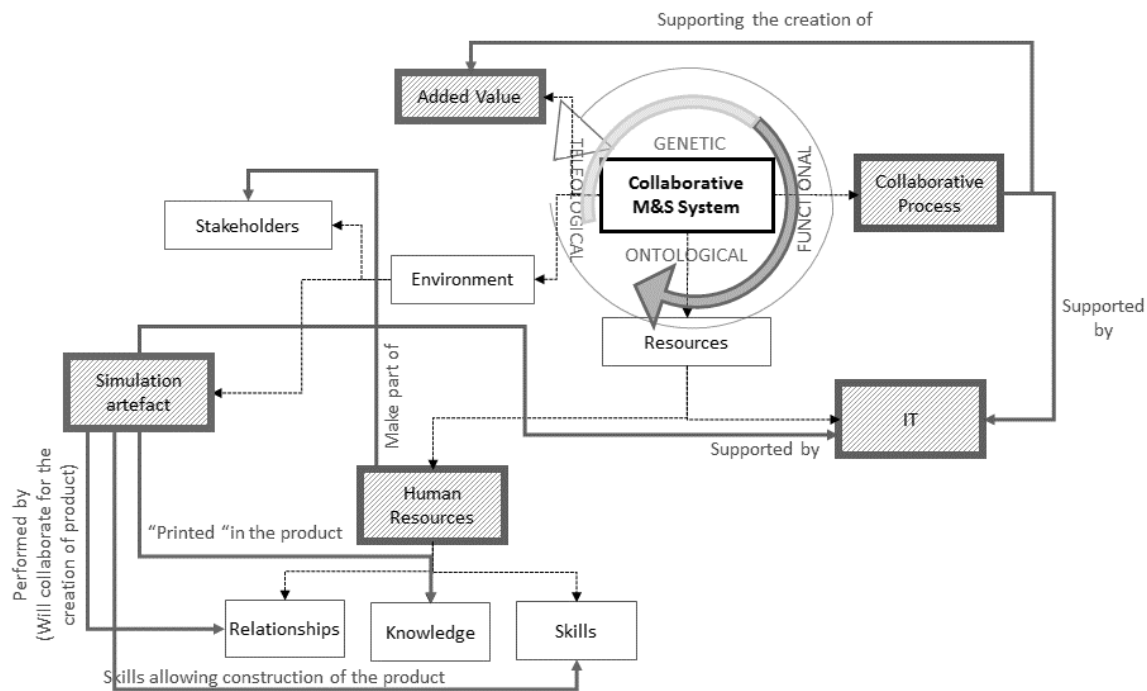 Supporting the creation of
Added Value
GENETIC
TELEOLOGICAL
FUNCTIONAL
Collaborative
M&S System
Collaborative
Process
Stakeholders
ONTOLOGICAL
Environment
Supported
by
Resources
Simulation
artefact
Make part of
IT
Supported by
Human
Resources
Performed by
(Will collaborate for the
creation of product)
“Printed “in the product
Relationships
Knowledge
Skills
Skills allowing construction of the product